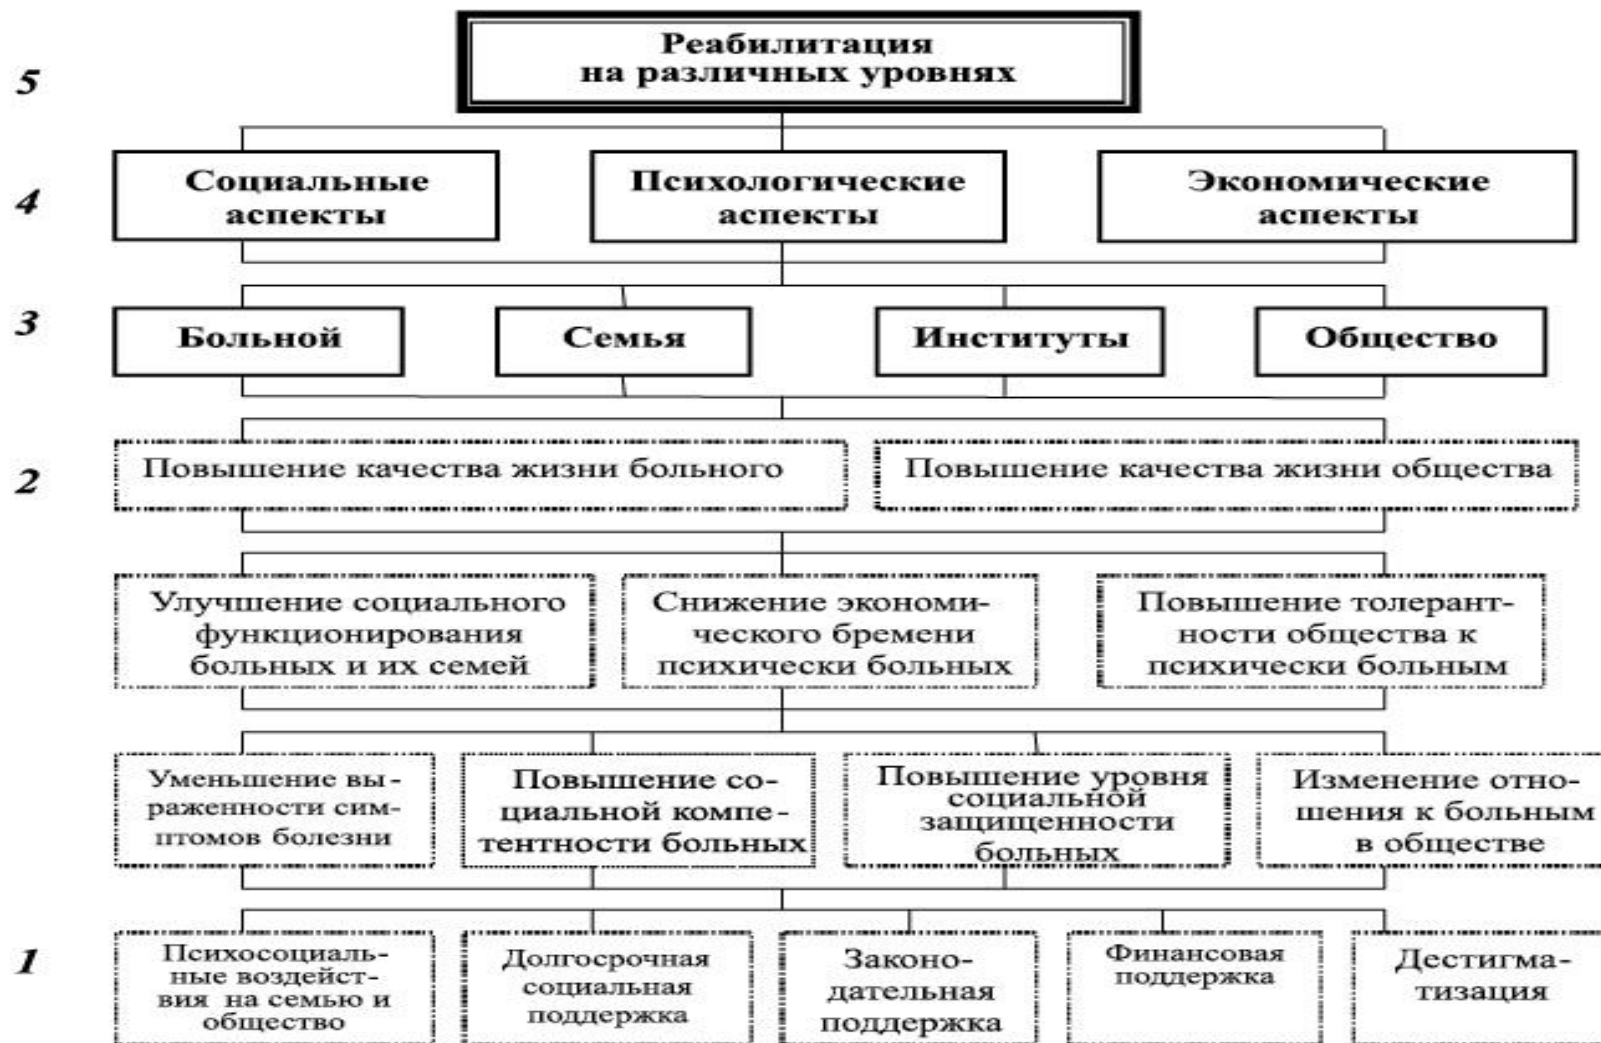 5
Реабилитация
на различных уровнях
4
Социальные
аспекты
Психологические
аспекты
Экономические
аспекты
3
Больной
Семья
Институты
Общество
2
Повышение качества жизни больного
Повышение качества жизни общества
Улучшение социального
функционирования
больных и их семей
Снижение экономи-
ческого бремени
психически больных
Повышение толерант-
ности общества к
психически больным
Уменьшение вы-
раженности сим-
птомов болезни
Повышение со-
циальной компе-
тентности больных
Повышение уровня
социальной
защищенности
больных
Изменение отно-
шения к больным
в обществе
1
Психосоциаль-
ные воздейст-
вия на семью и
общество
Долгосрочная
социальная
поддержка
Законо-
дательная
поддержка
Финансовая
поддержка
Дестигма-
тизация